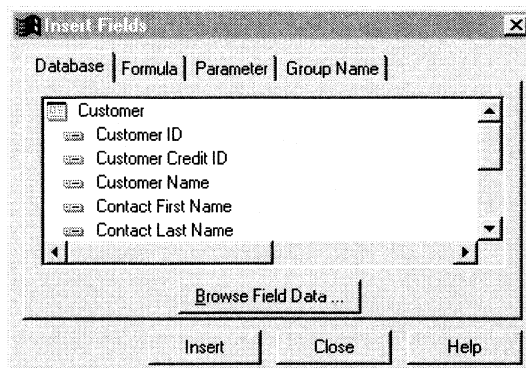 Insert Fields
Database Formula Parameter Group Name
Customer
Customer ID
Customer Credit ID
Customer Name
Contact First Name
Contact Last Name
Browse Field Data ...
Insert Close Help